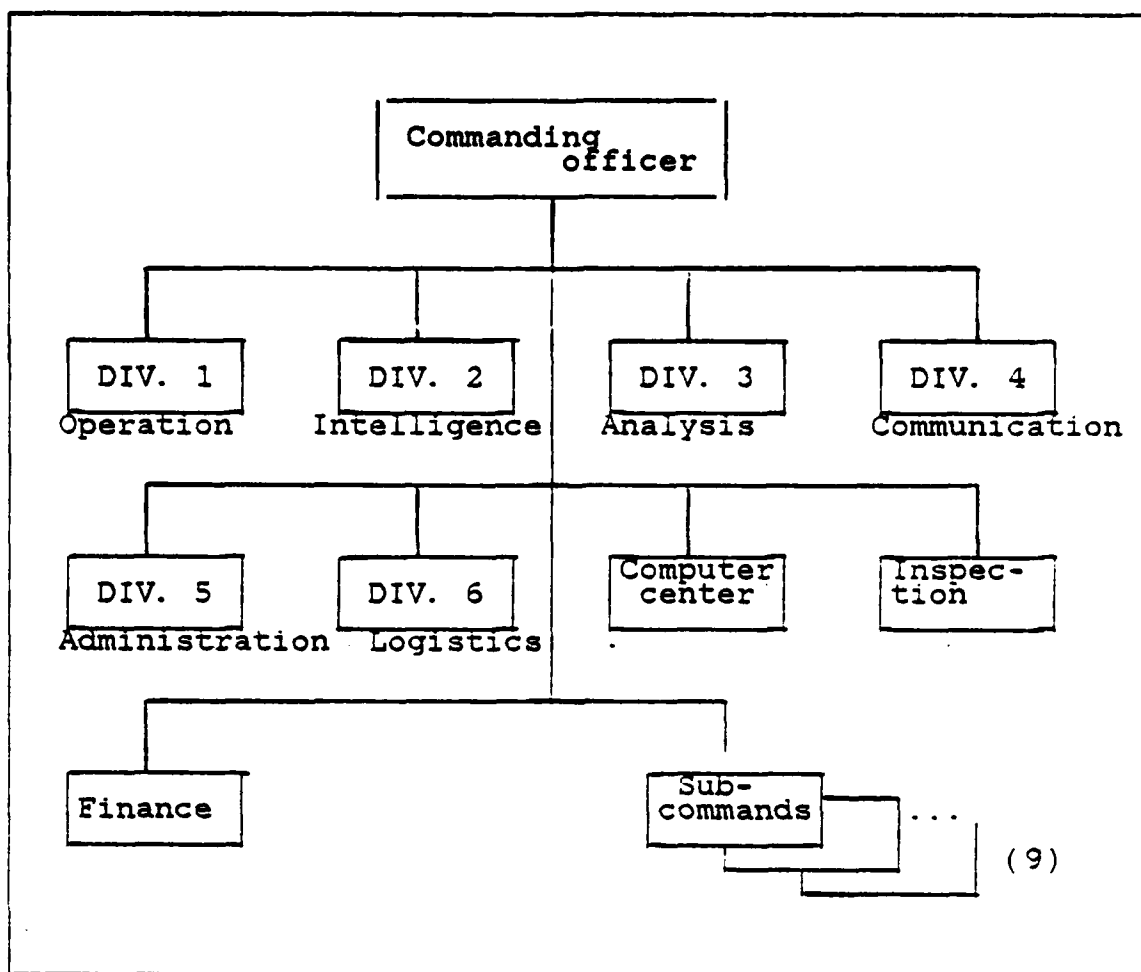 Commanding
officer
DIV. 1
DIV. 2
DIV. 3
DIV. 4
Operation
Intelligence
Analysis
Communication
DIV. 5
DIV. 6
Computer
center
Inspec-
tion
Administration
Logistics
Finance
Sub-
commands
...
(9)